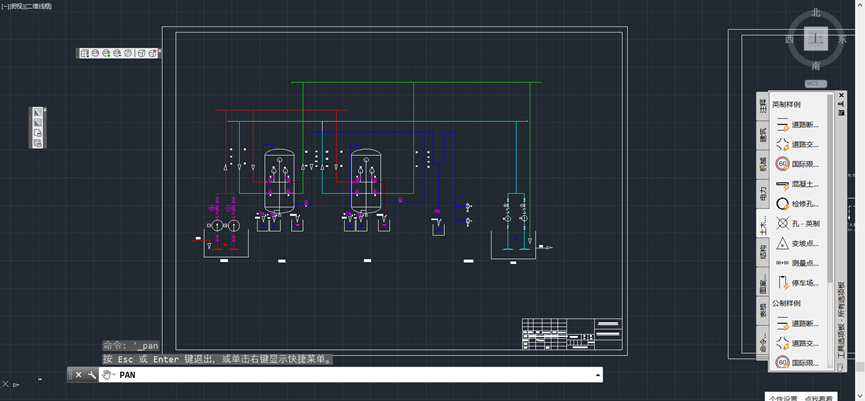 [-][俯视][二维线框]
北
西
上
东
南
WCS
命令: '_pan
按 Esc 或 Enter 键退出，或单击右键显示快捷菜单。
PAN
注释
建筑
机械
电力
土木...
结构
图案...
表格
命令...
英制样例
道路断...
道路交...
国际限...
混凝土...
检修孔...
孔 - 英制
变坡点...
测量点...
停车场...
公制样例
道路断...
道路交...
国际限...
工具选项板 - 所有选项板
个性设置，点我看看